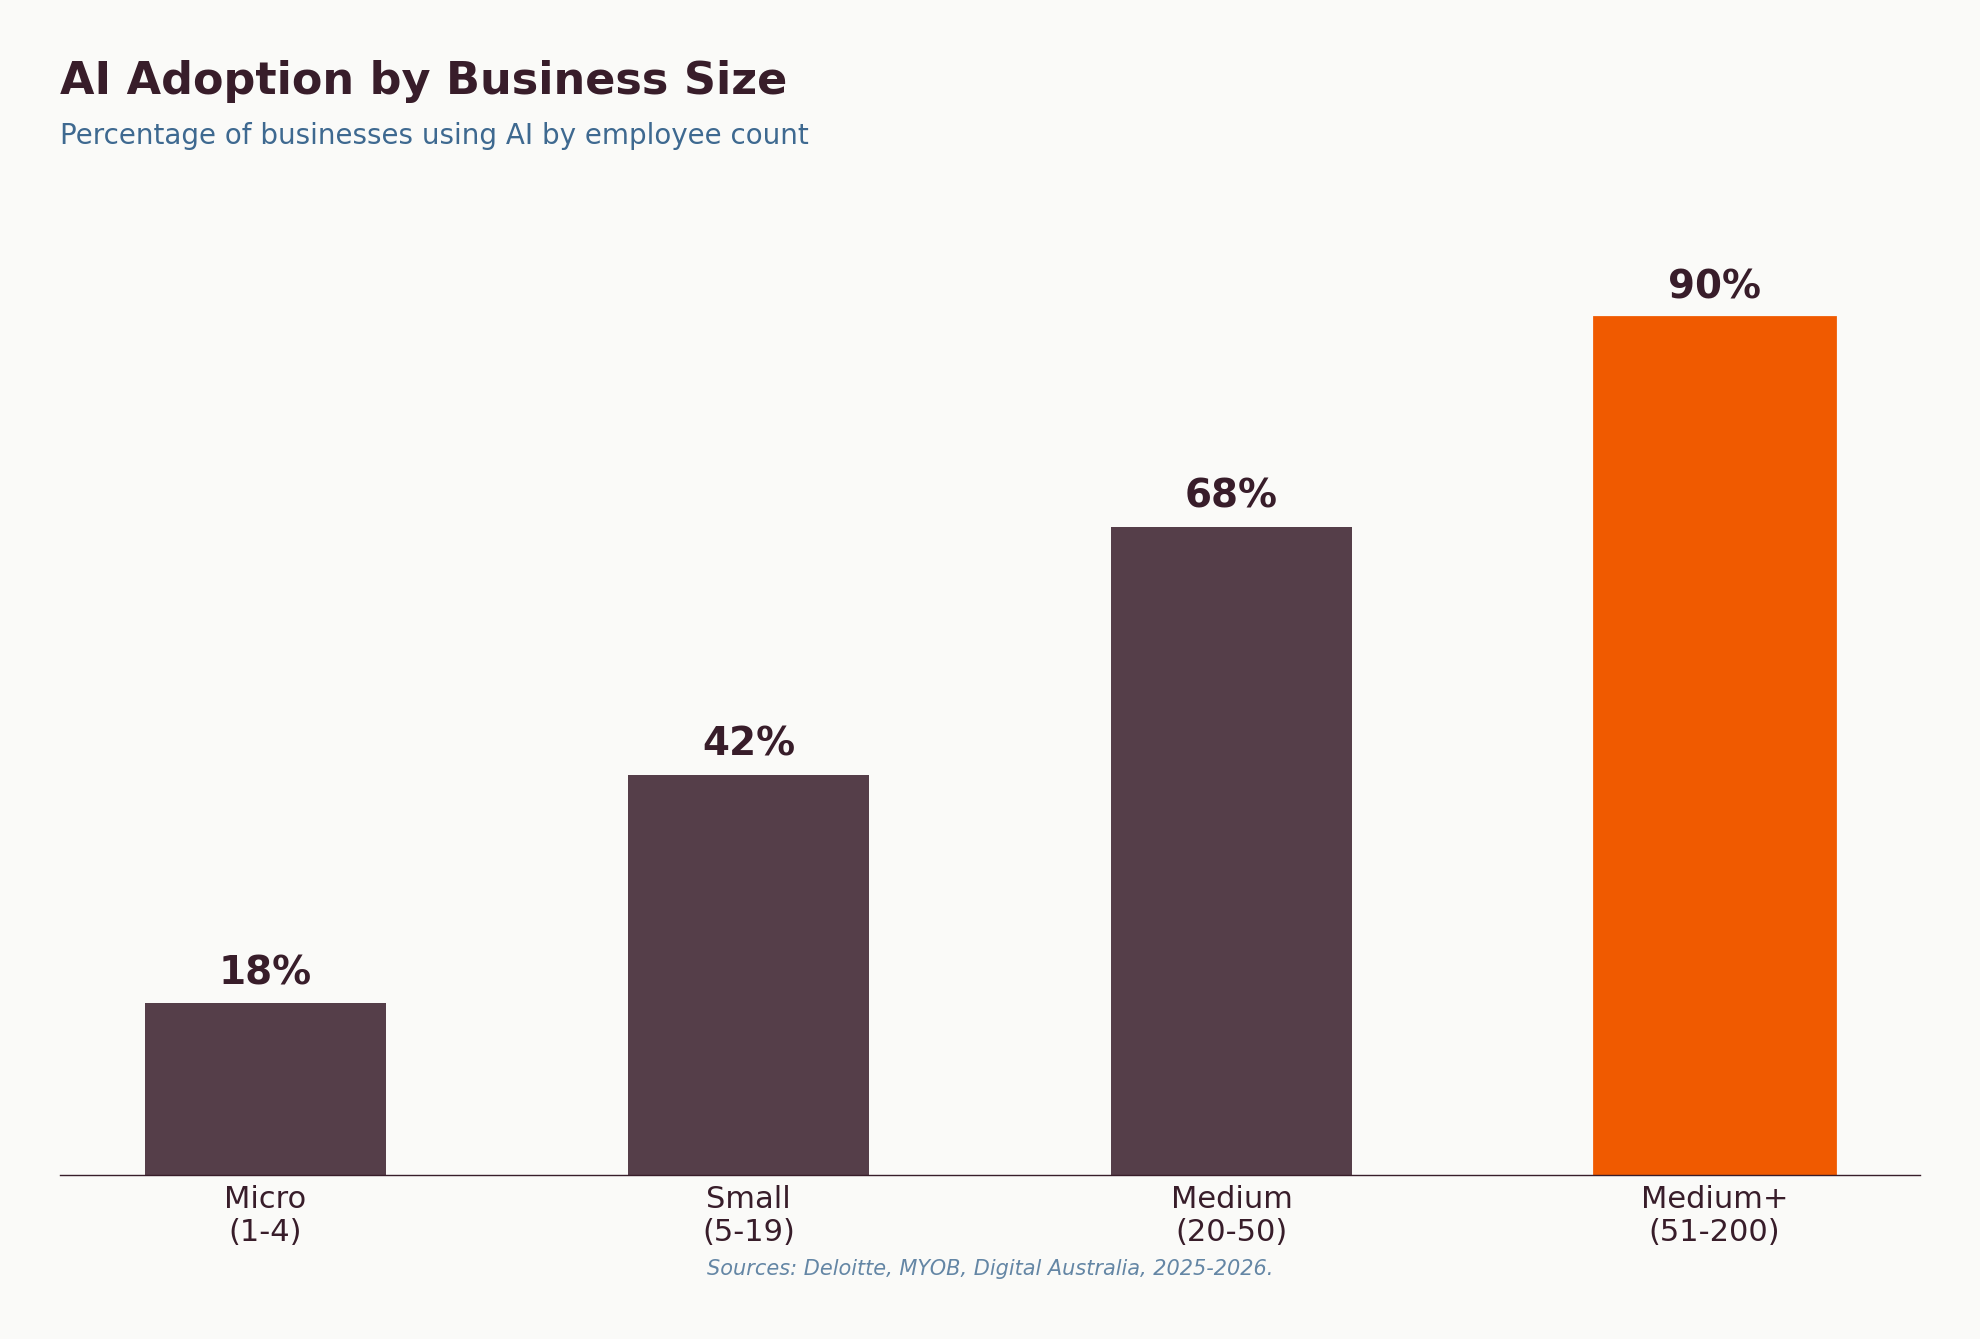 AI Adoption by Business Size
Percentage of businesses using AI by employee count
90%
68%
42%
18%
Micro
(1-4)
Small
(5-19)
Medium
(20-50)
Medium+
(51-200)
Sources: Deloitte, MYOB, Digital Australia, 2025-2026.